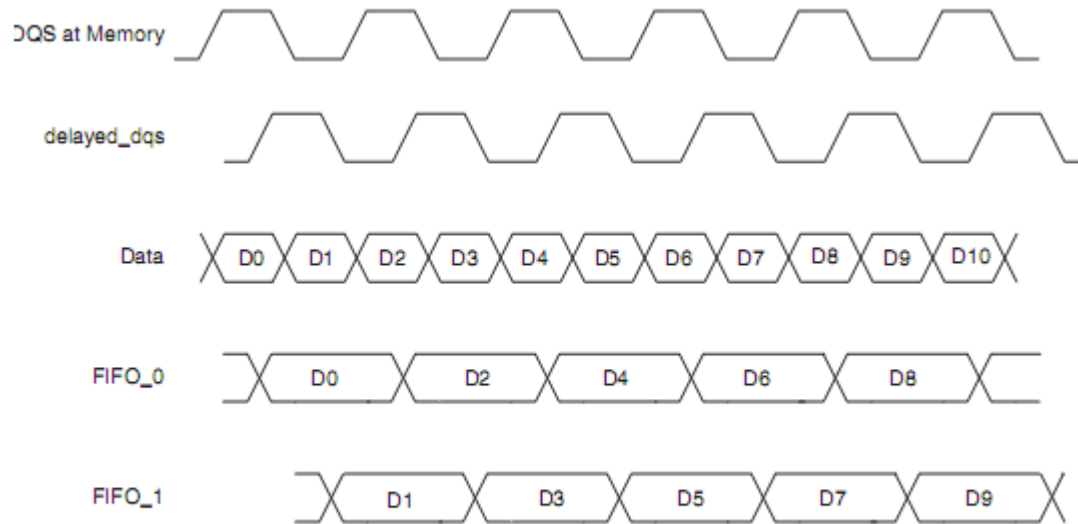 DQS at Memory
delayed_dqs
Data D0 D1 D2 D3 D4 D5 D6 D7 D8 D9 D10
FIFO_0 D0 D2 D4 D6 D8
FIFO_1 D1 D3 D5 D7 D9